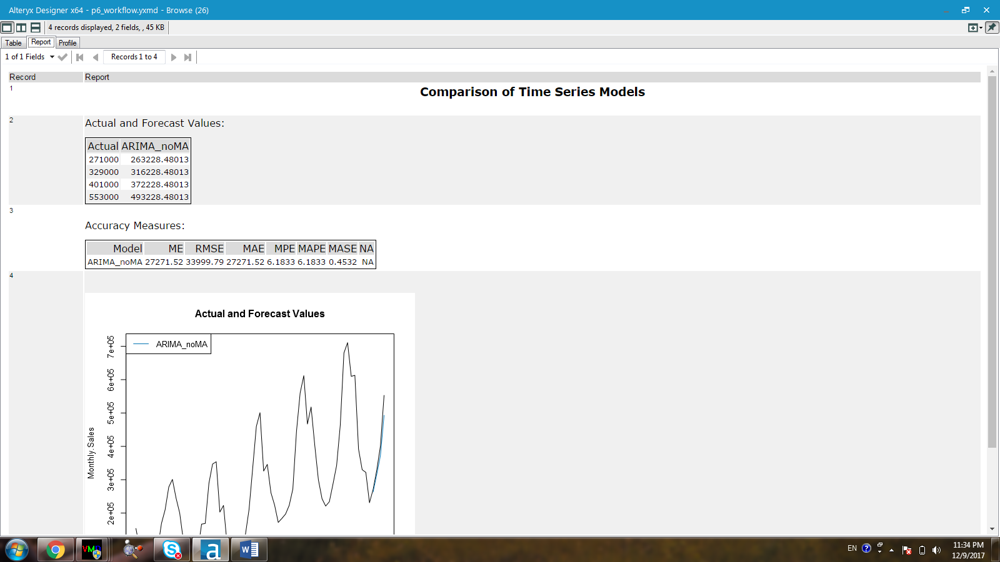 Alteryx Designer x64 - p6_workflow.yxmd - Browse (26)
4 records displayed, 2 fields, , 45 KB
Table Report Profile
1 of 1 Fields Records 1 to 4
Record Report
1 Comparison of Time Series Models
2 Actual and Forecast Values:
Actual ARIMA_noMA
271000 263228.48013
329000 316228.48013
401000 372228.48013
553000 493228.48013
3
Accuracy Measures:
Model ME RMSE MAE MPE MAPE MASE NA
ARIMA_noMA 27271.52 33999.79 27271.52 6.1833 6.1833 0.4532 NA
4
Actual and Forecast Values
ARIMA_noMA
7e+05
6e+05
5e+05
4e+05
3e+05
2e+05
Monthly.Sales
VM
a
W
EN
11:34 PM
12/9/2017